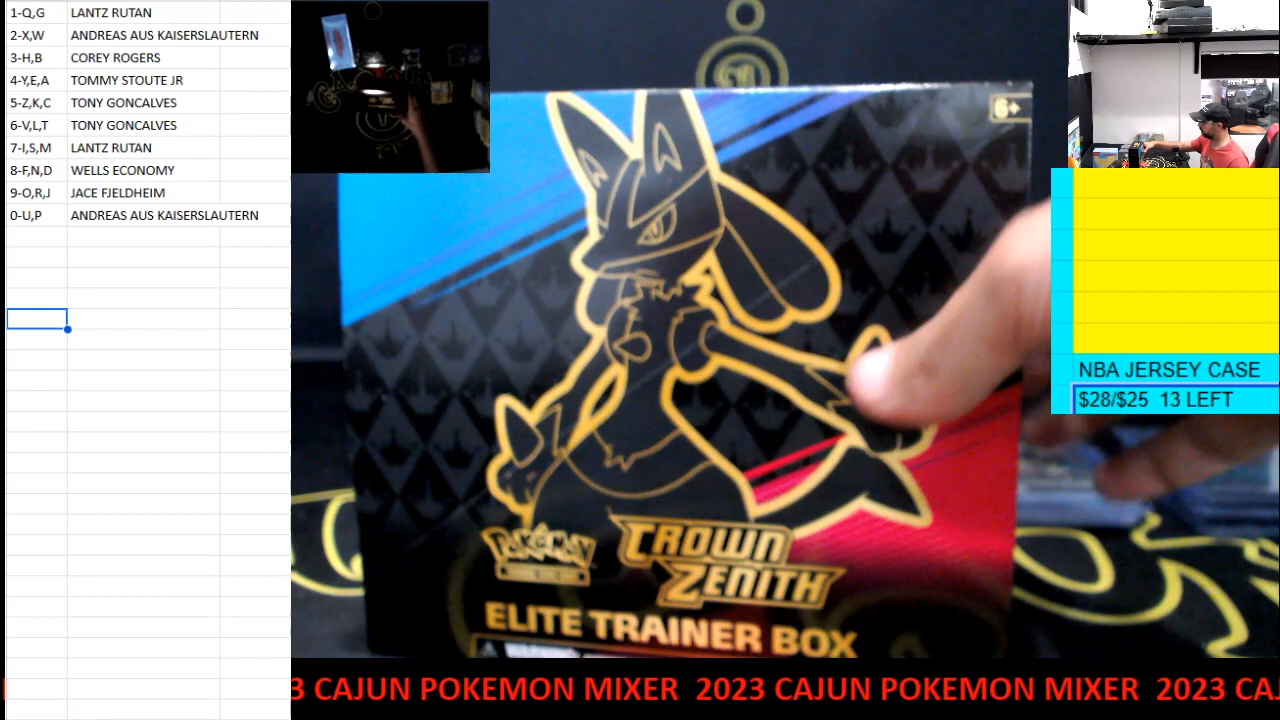 1-Q,G LANTZ RUTAN
2-X,W ANDREAS AUS KAISERSLAUTERN
3-H,B COREY ROGERS
4-Y,E,A TOMMY STOUTE JR
5-Z,K,C TONY GONCALVES
6-V,L,T TONY GONCALVES
7-I,S,M LANTZ RUTAN
8-F,N,D WELLS ECONOMY
9-O,R,J JACE FJELDHEIM
0-U,P ANDREAS AUS KAISERSLAUTERN
6+
POKéMON
CROWN
ZENITH
ELITE TRAINER BOX
NBA JERSEY CASE
$28/$25 13 LEFT
3 CAJUN POKEMON MIXER 2023 CAJUN POKEMON MIXER 2023 CAJ